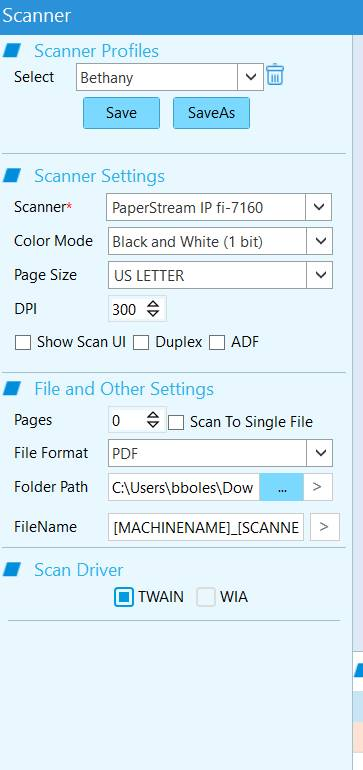 Scanner
Scanner Profiles
Select Bethany
Save SaveAs
Scanner Settings
Scanner* PaperStream IP fi-7160
Color Mode Black and White (1 bit)
Page Size US LETTER
DPI 300
Show Scan UI Duplex ADF
File and Other Settings
Pages 0 Scan To Single File
File Format PDF
Folder Path C:\Users\bboles\Dow ... >
FileName [MACHINENAME]_[SCANNE >
Scan Driver
TWAIN WIA